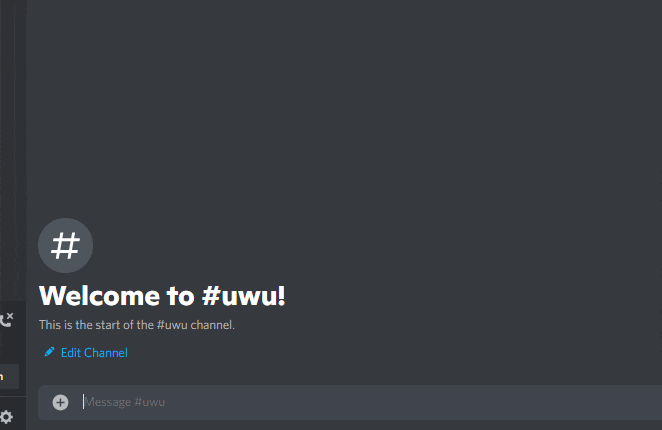 #
Welcome to #uwu!
This is the start of the #uwu channel.
Edit Channel
Message #uwu